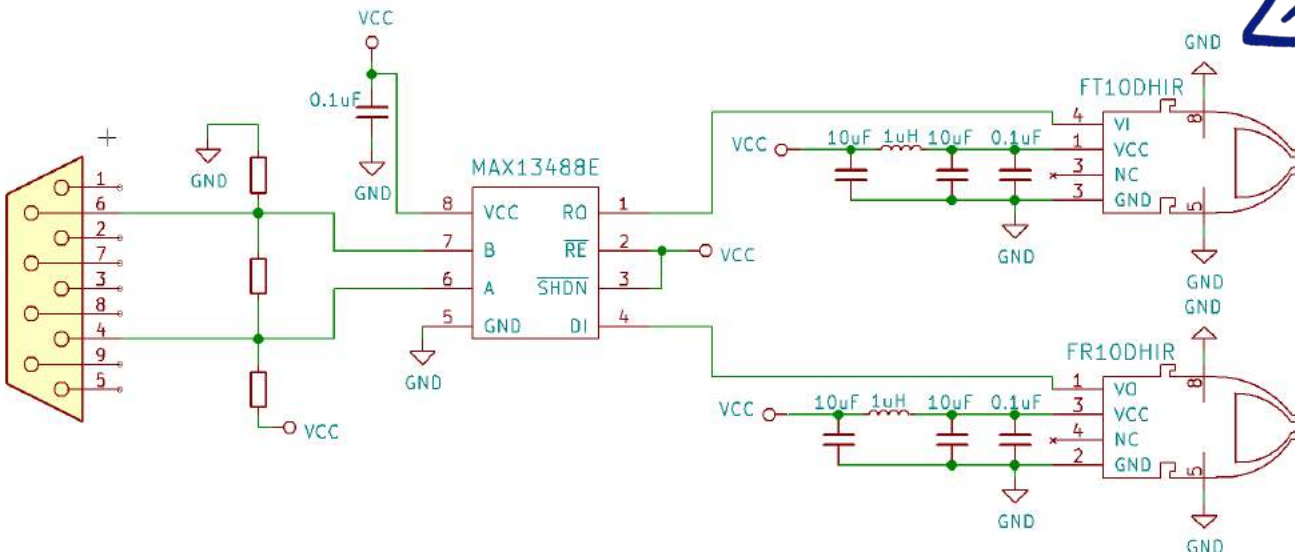 VCC
0.1uF
GND
GND
1
6
2
7
3
8
4
9
5
VCC
MAX13488E
8 VCC RO 1
7 B RE 2
6 A SHDN 3
5 GND DI 4
GND
VCC
GND
FT10DHIR
8
VCC 10uF 1uH 10uF 0.1uF
4 VI
1 VCC
3 NC
3 GND
5
GND
GND
GND
FR10DHIR
8
VCC 10uF 1uH 10uF 0.1uF
1 VO
3 VCC
4 NC
2 GND
5
GND
GND